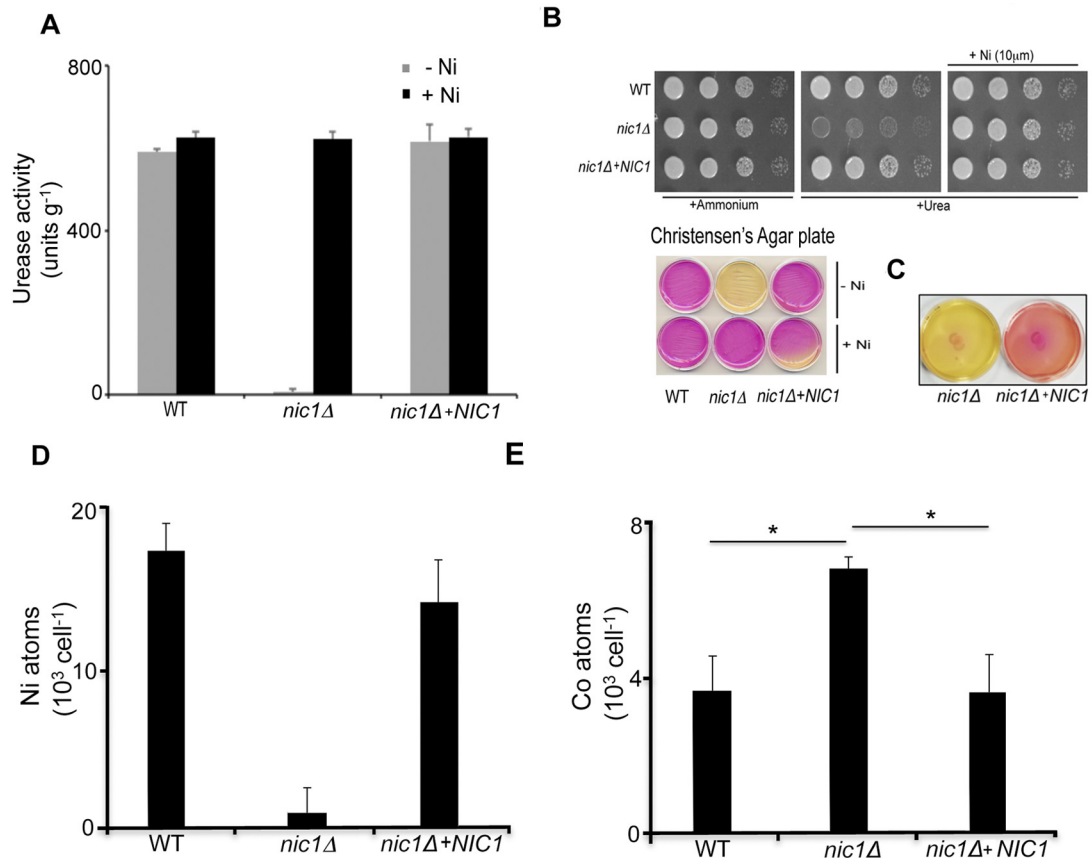 A
800
- Ni
+ Ni
Urease activity
(units g⁻¹)
400
0
WT
nic1Δ
nic1Δ+NIC1
B
+ Ni (10μm)
WT
nic1Δ
nic1Δ+NIC1
+Ammonium
+Urea
Christensen's Agar plate
- Ni
+ Ni
WT
nic1Δ
nic1Δ+NIC1
C
nic1Δ
nic1Δ+NIC1
D
20
Ni atoms
(10³ cell⁻¹)
10
0
WT
nic1Δ
nic1Δ+NIC1
E
8
*
*
Co atoms
(10³ cell⁻¹)
4
0
WT
nic1Δ
nic1Δ+NIC1